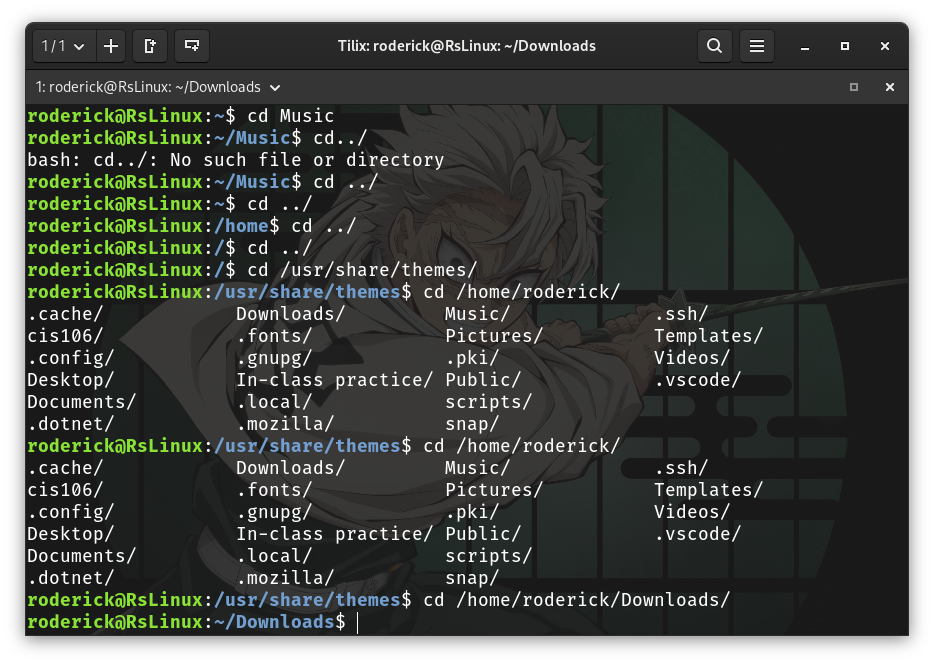 1 / 1
Tilix: roderick@RsLinux: ~/Downloads
1: roderick@RsLinux: ~/Downloads
roderick@RsLinux:~$ cd Music
roderick@RsLinux:~/Music$ cd../
bash: cd../: No such file or directory
roderick@RsLinux:~/Music$ cd ../
roderick@RsLinux:~$ cd ../
roderick@RsLinux:/home$ cd ../
roderick@RsLinux:/$ cd ../
roderick@RsLinux:/$ cd /usr/share/themes/
roderick@RsLinux:/usr/share/themes$ cd /home/roderick/
.cache/ Downloads/ Music/ .ssh/
cis106/ .fonts/ Pictures/ Templates/
.config/ .gnupg/ .pki/ Videos/
Desktop/ In-class practice/ Public/ .vscode/
Documents/ .local/ scripts/
.dotnet/ .mozilla/ snap/
roderick@RsLinux:/usr/share/themes$ cd /home/roderick/
.cache/ Downloads/ Music/ .ssh/
cis106/ .fonts/ Pictures/ Templates/
.config/ .gnupg/ .pki/ Videos/
Desktop/ In-class practice/ Public/ .vscode/
Documents/ .local/ scripts/
.dotnet/ .mozilla/ snap/
roderick@RsLinux:/usr/share/themes$ cd /home/roderick/Downloads/
roderick@RsLinux:~/Downloads$